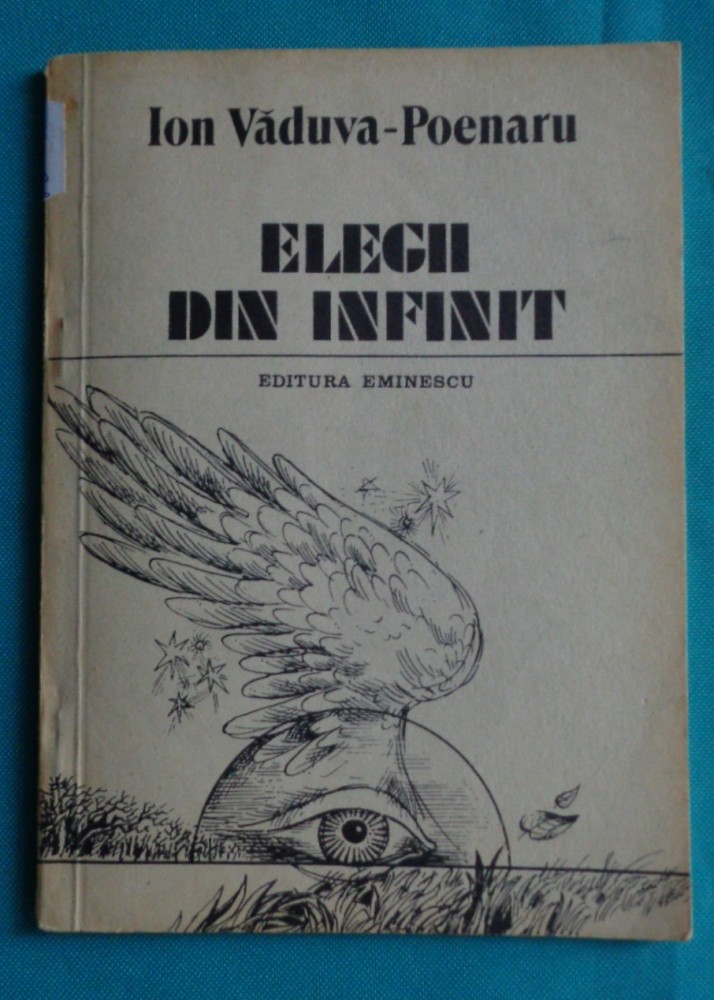 Ion Văduva-Poenaru
ELEGII
DIN INFINIT
EDITURA EMINESCU